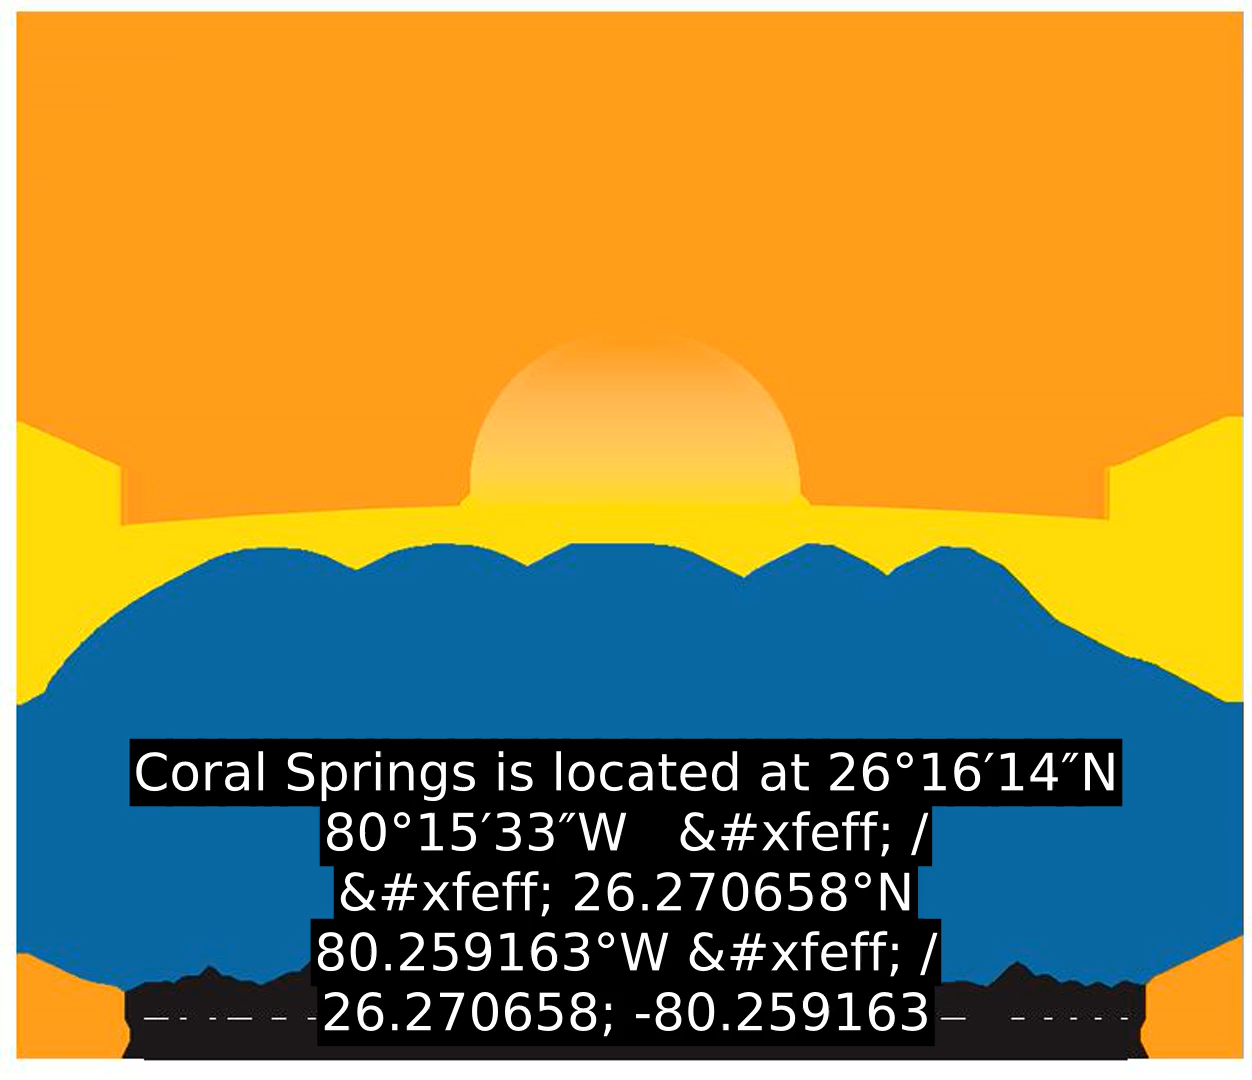 Coral Springs is located at 26°16′14″N
80°15′33″W   &#xfeff; /
&#xfeff; 26.270658°N
80.259163°W &#xfeff; /
26.270658; -80.259163